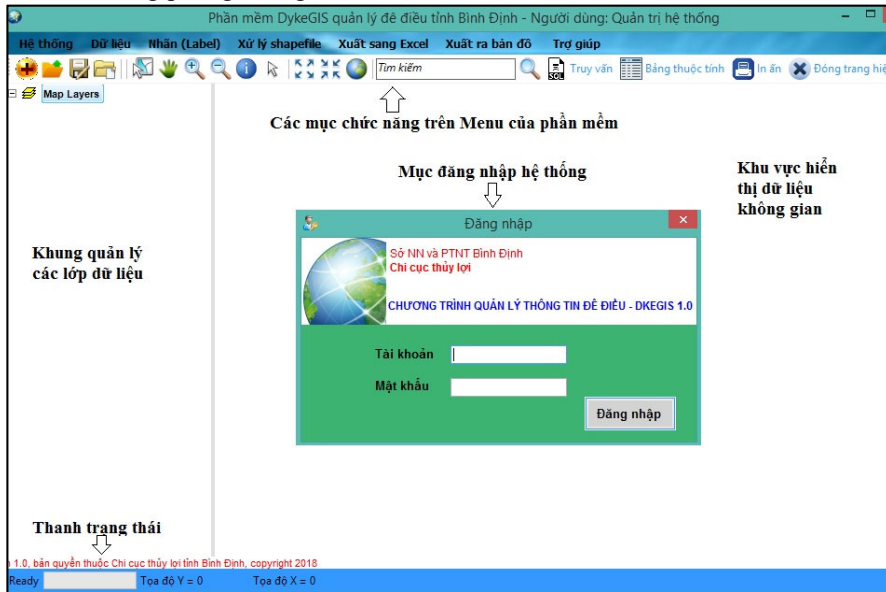 Phần mềm DykeGIS quản lý đê điều tỉnh Bình Định - Người dùng: Quản trị hệ thống
Hệ thống Dữ liệu Nhãn (Label) Xử lý shapefile Xuất sang Excel Xuất ra bản đồ Trợ giúp
Tìm kiếm SQL Truy vấn Bảng thuộc tính In ấn Đóng trang hiệ
Map Layers
Các mục chức năng trên Menu của phần mềm
Mục đăng nhập hệ thống
Khu vực hiển
thị dữ liệu
không gian
Đăng nhập
Sở NN và PTNT Bình Định
Chi cục thủy lợi
CHƯƠNG TRÌNH QUẢN LÝ THÔNG TIN ĐÊ ĐIỀU - DKEGIS 1.0
Khung quản lý
các lớp dữ liệu
Tài khoản
Mật khẩu
Đăng nhập
Thanh trạng thái
1.0, bản quyền thuộc Chi cục thủy lợi tỉnh Bình Định, copyright 2018
Ready Tọa độ Y = 0 Tọa độ X = 0